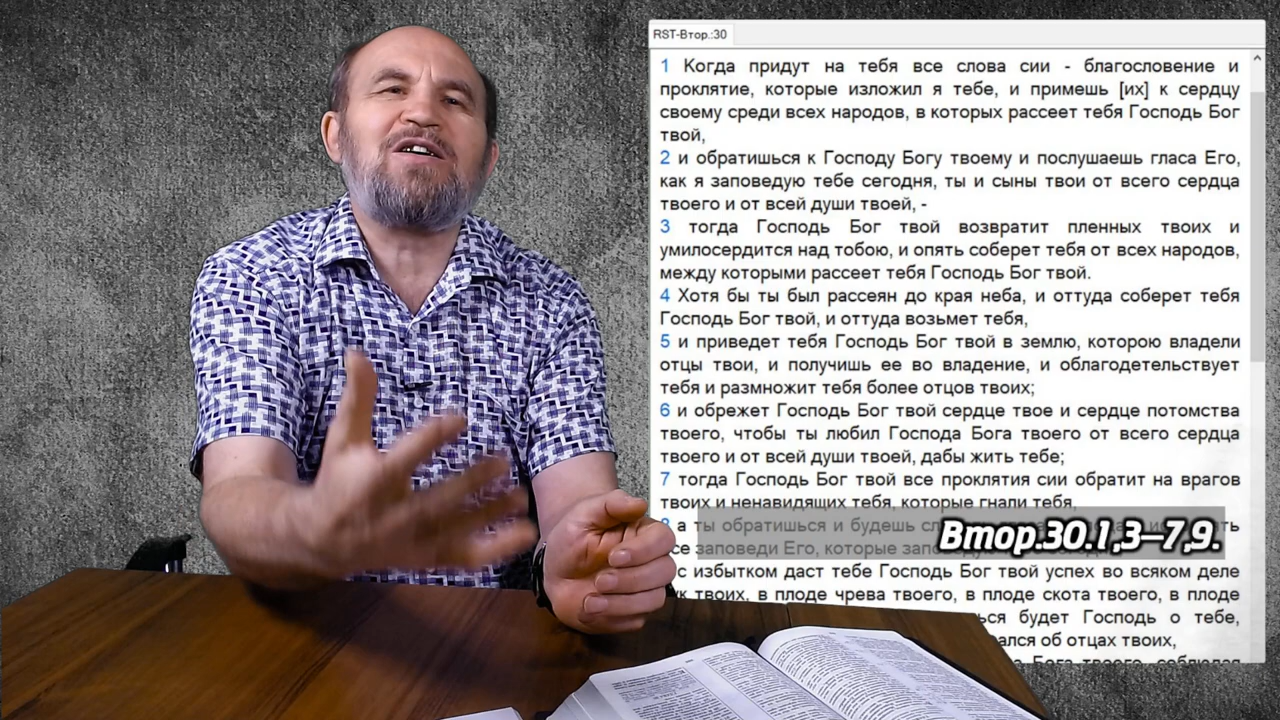 RST-Втор.:30
1 Когда придут на тебя все слова сии - благословение и
проклятие, которые изложил я тебе, и примешь [их] к сердцу
своему среди всех народов, в которых рассеет тебя Господь Бог
твой,
2 и обратишься к Господу Богу твоему и послушаешь гласа Его,
как я заповедую тебе сегодня, ты и сыны твои от всего сердца
твоего и от всей души твоей, -
3 тогда Господь Бог твой возвратит пленных твоих и
умилосердится над тобою, и опять соберет тебя от всех народов,
между которыми рассеет тебя Господь Бог твой.
4 Хотя бы ты был рассеян до края неба, и оттуда соберет тебя
Господь Бог твой, и оттуда возьмет тебя,
5 и приведет тебя Господь Бог твой в землю, которою владели
отцы твои, и получишь ее во владение, и облагодетельствует
тебя и размножит тебя более отцов твоих;
6 и обрежет Господь Бог твой сердце твое и сердце потомства
твоего, чтобы ты любил Господа Бога твоего от всего сердца
твоего и от всей души твоей, дабы жить тебе;
7 тогда Господь Бог твой все проклятия сии обратит на врагов
твоих и ненавидящих тебя, которые гнали тебя,
8 а ты обратишься и будешь
Втор.30.1,3–7,9.
все заповеди Его, которые
с избытком даст тебе Господь Бог твой успех во всяком деле
твоих, в плоде чрева твоего, в плоде скота твоего, в плоде
будет Господь о тебе,
об отцах твоих,
Бога твоего, соблюдая